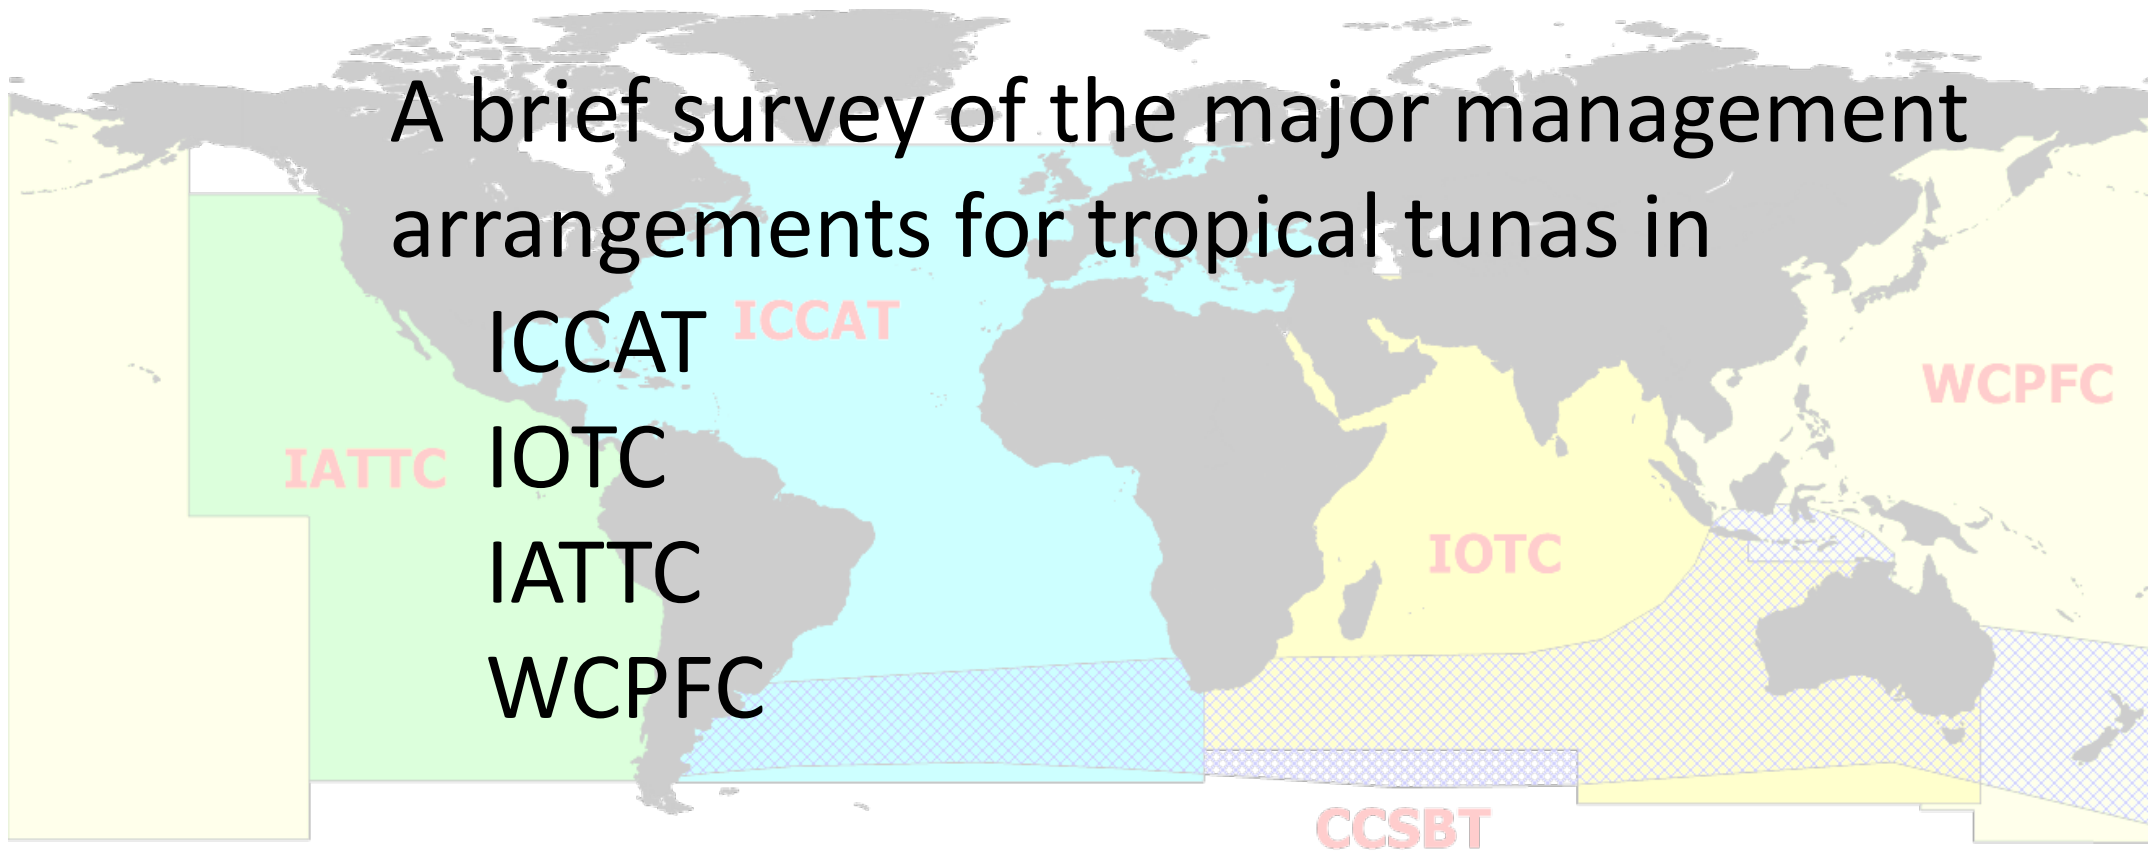 A brief survey of the major management
arrangements for tropical tunas in
ICCAT
ICCAT
WCPFC
IOTC
IATTC
IOTC
IATTC
WCPFC
CCSBT